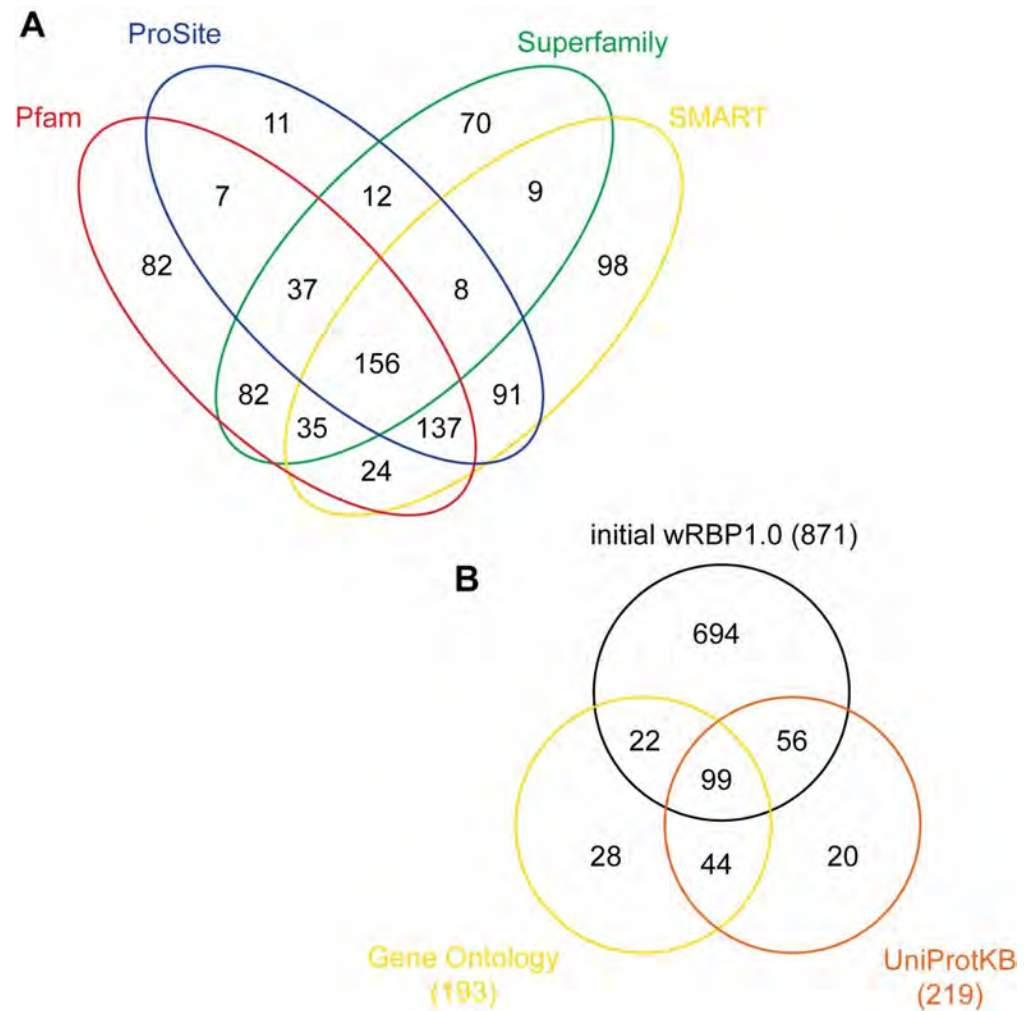 A
ProSite
Superfamily
Pfam
SMART
11
70
7
12
9
82
37
8
98
156
82
35
137
91
24
initial wRBP1.0 (871)
B
694
22
56
99
28
44
20
Gene Ontology
(193)
UniProtKB
(219)